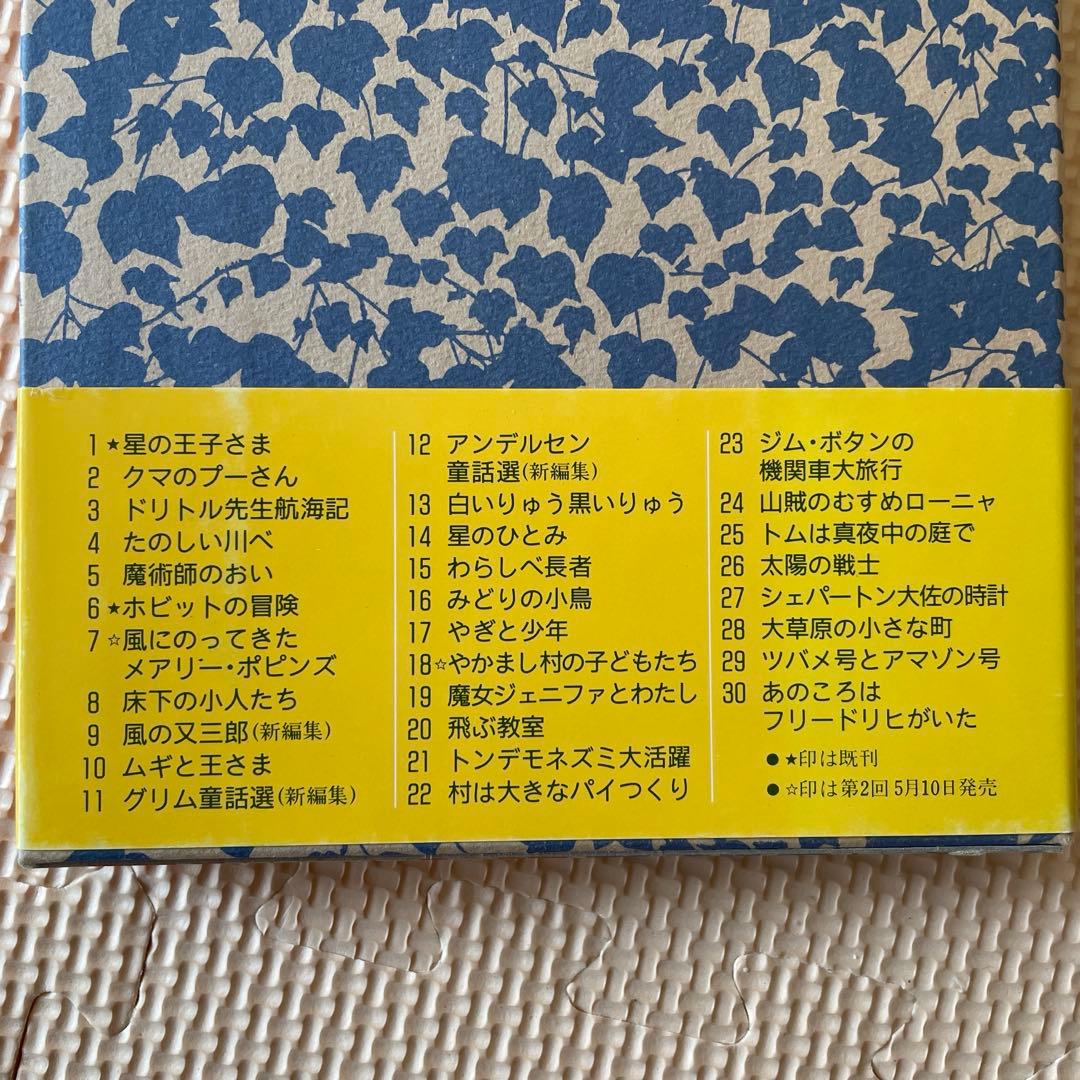 1★星の王子さま
2 クマのプーさん
3 ドリトル先生航海記
4 たのしい川べ
5 魔術師のおい
6★ホビットの冒険
7☆風にのってきた
メアリー・ポピンズ
8 床下の小人たち
9 風の又三郎(新編集)
10 ムギと王さま
11 グリム童話選(新編集)
12 アンデルセン
童話選(新編集)
13 白いりゅう黒いりゅう
14 星のひとみ
15 わらしべ長者
16 みどりの小鳥
17 やぎと少年
18☆やかまし村の子どもたち
19 魔女ジェニファとわたし
20 飛ぶ教室
21 トンデモネズミ大活躍
22 村は大きなパイつくり
23 ジム・ボタンの
機関車大旅行
24 山賊のむすめローニャ
25 トムは真夜中の庭で
26 太陽の戦士
27 シェパートン大佐の時計
28 大草原の小さな町
29 ツバメ号とアマゾン号
30 あのころは
フリードリヒがいた
●★印は既刊
●☆印は第2回5月10日発売